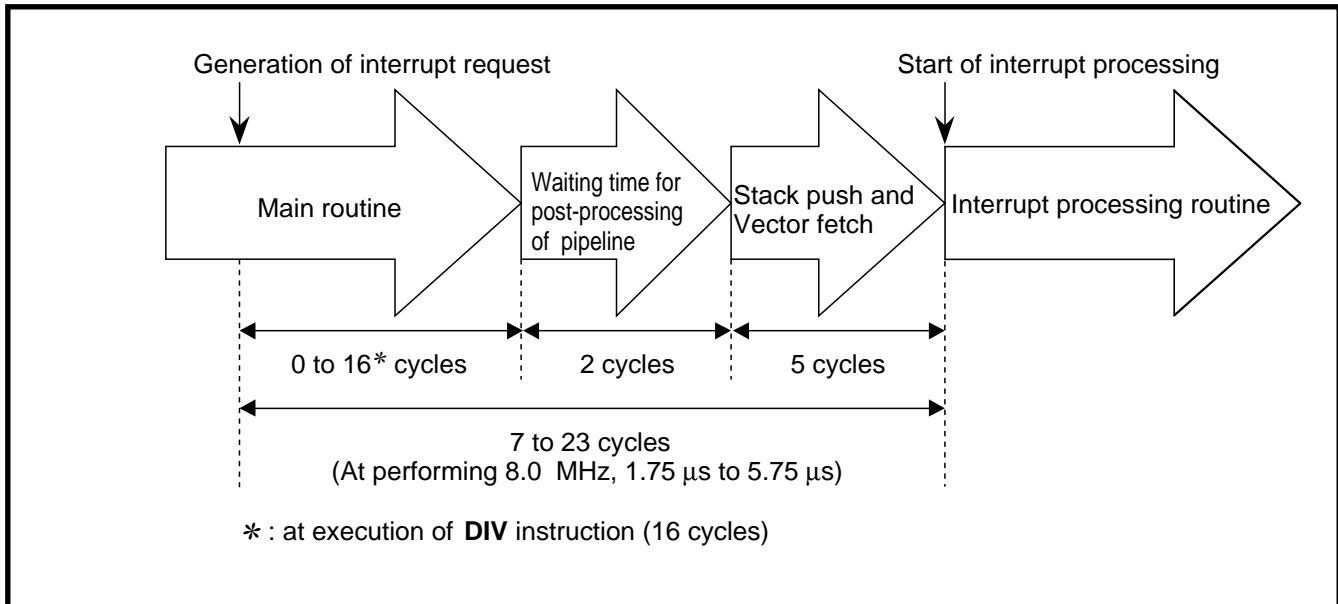 Generation of interrupt request
Start of interrupt processing
Main routine
Waiting time for
post-processing
of pipeline
Stack push and
Vector fetch
Interrupt processing routine
0 to 16* cycles
2 cycles
5 cycles
7 to 23 cycles
(At performing 8.0 MHz, 1.75 μs to 5.75 μs)
* : at execution of DIV instruction (16 cycles)